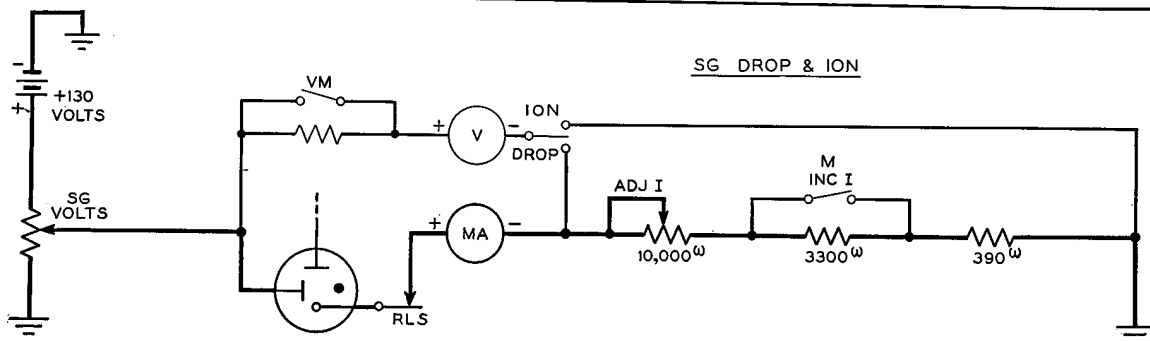 SG DROP & ION
-
+
+130
VOLTS
SG
VOLTS
VM
+
V
-
ION
DROP
+
MA
-
RLS
ADJ I
10,000ω
M
INC I
3300ω
390ω